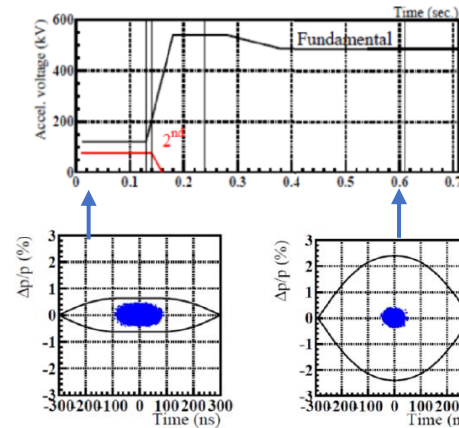 Time (sec.)
600
400
200
0
Accel. voltage (kV)
Fundamental
2nd
0 0.1 0.2 0.3 0.4 0.5 0.6 0.7
3
2
1
0
-1
-2
-3
Δp/p (%)
-300 -200 -100 0 100 200 300
Time (ns)
3
2
1
0
-1
-2
-3
Δp/p (%)
-300 -200 -100 0 100 200
Time (n